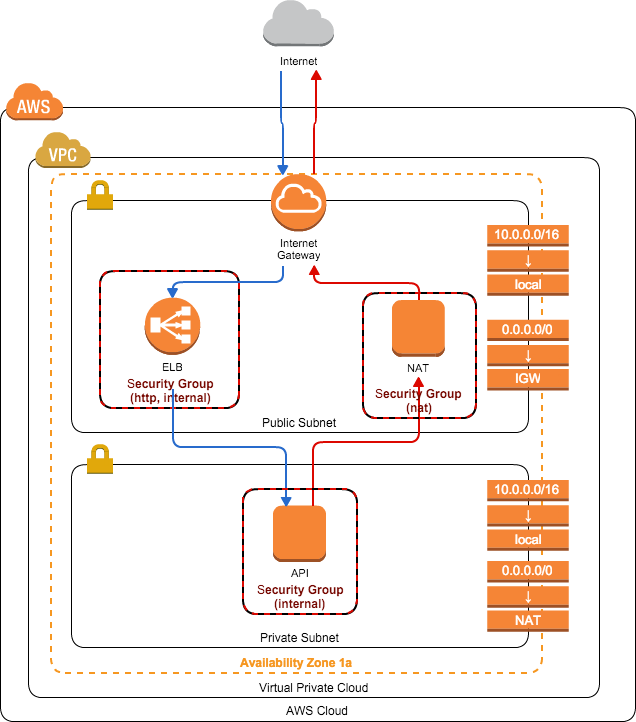 Internet
AWS
VPC
Internet
Gateway
10.0.0.0/16
↓
local
0.0.0.0/0
↓
IGW
ELB
Security Group
(http, internal)
NAT
Security Group
(nat)
Public Subnet
10.0.0.0/16
↓
local
0.0.0.0/0
↓
NAT
API
Security Group
(internal)
Private Subnet
Availability Zone 1a
Virtual Private Cloud
AWS Cloud